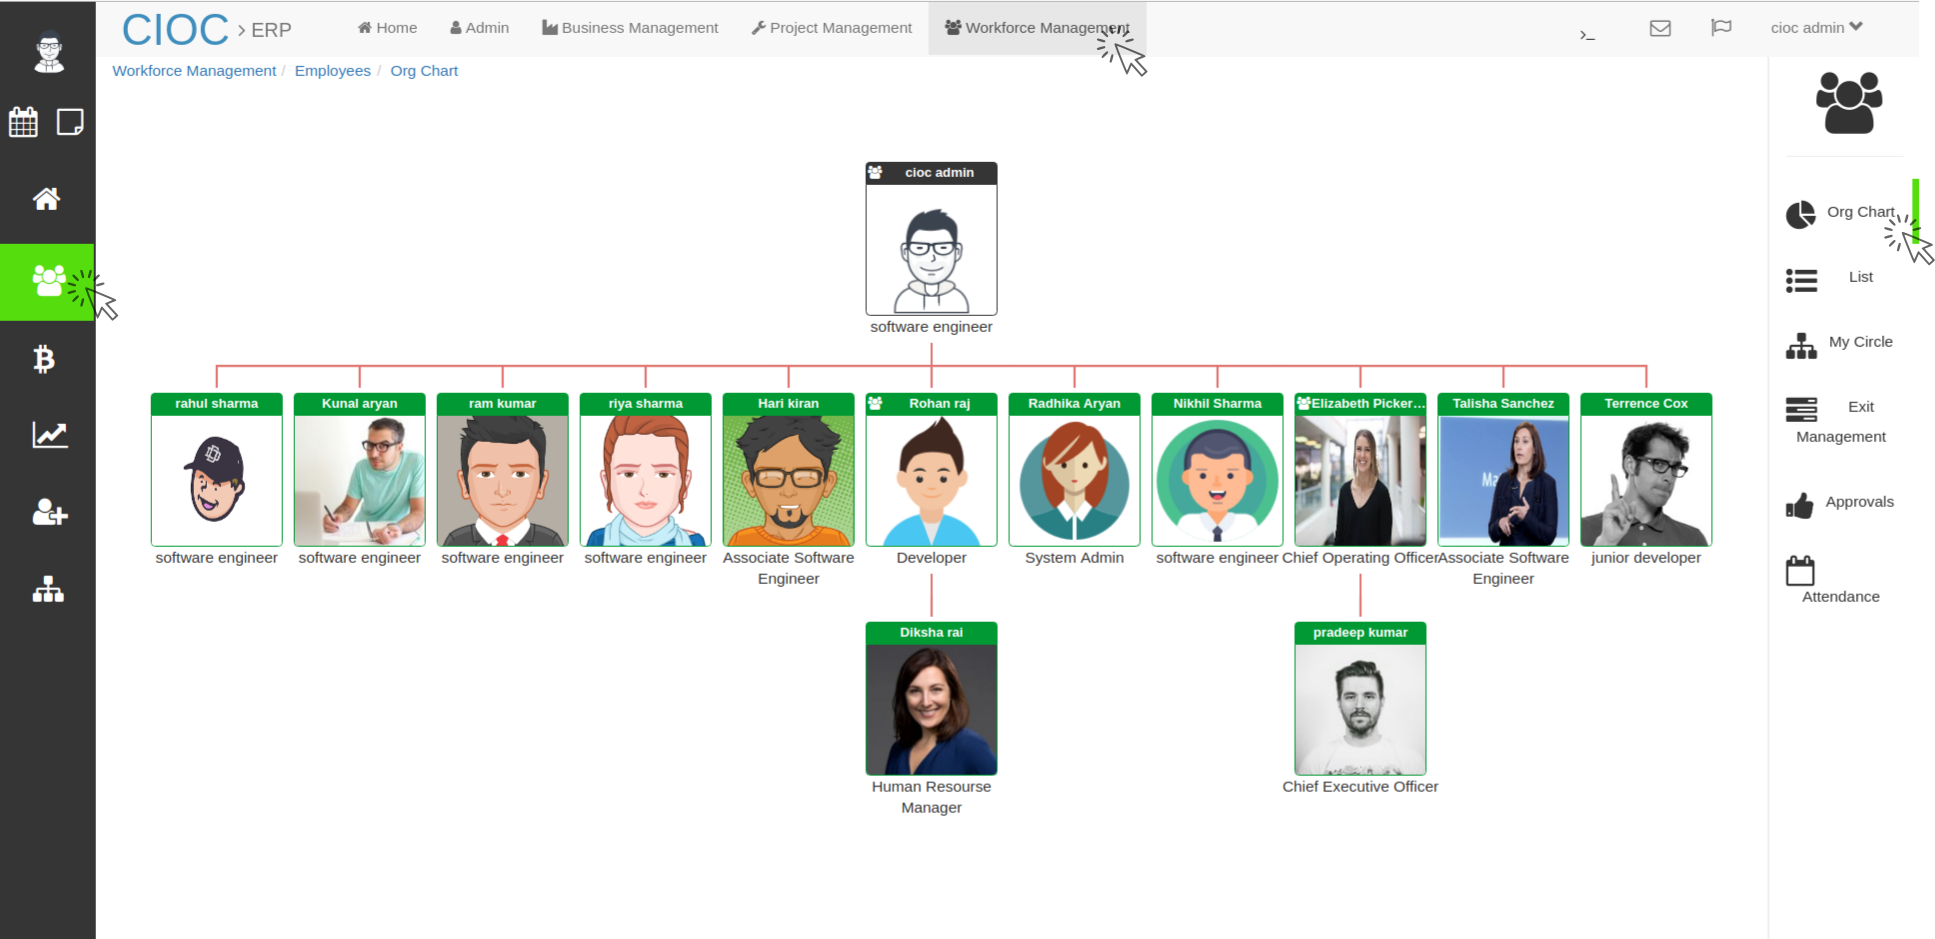 CIOC > ERP
Home
Admin
Business Management
Project Management
Workforce Management
>_
cioc admin
Workforce Management / Employees / Org Chart
cioc admin
software engineer
rahul sharma
Kunal aryan
ram kumar
riya sharma
Hari kiran
Rohan raj
Radhika Aryan
Nikhil Sharma
Elizabeth Picker...
Talisha Sanchez
Terrence Cox
Ma
software engineer
software engineer
software engineer
software engineer
Associate Software
Engineer
Developer
System Admin
software engineer
Chief Operating Officer
Associate Software
Engineer
junior developer
Diksha rai
Human Resourse
Manager
pradeep kumar
Chief Executive Officer
Org Chart
List
My Circle
Exit
Management
Approvals
Attendance